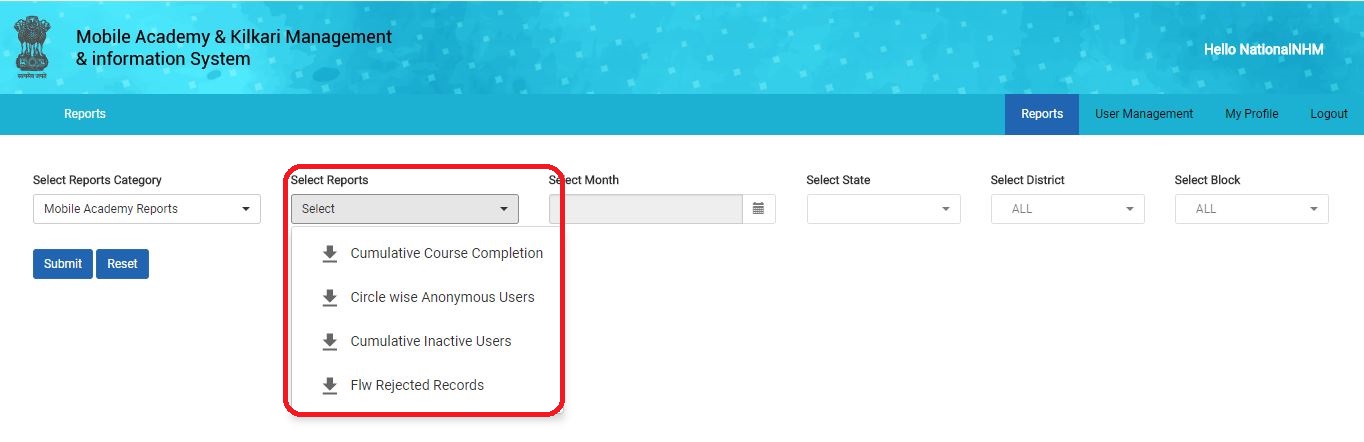 Mobile Academy & Kilkari Management
& information System
सत्यमेव जयते
Hello NationalNHM
Reports
Reports
User Management
My Profile
Logout
Select Reports Category
Select Reports
Select Month
Select State
Select District
Select Block
Mobile Academy Reports
Select
ALL
ALL
Submit
Reset
Cumulative Course Completion
Circle wise Anonymous Users
Cumulative Inactive Users
Flw Rejected Records